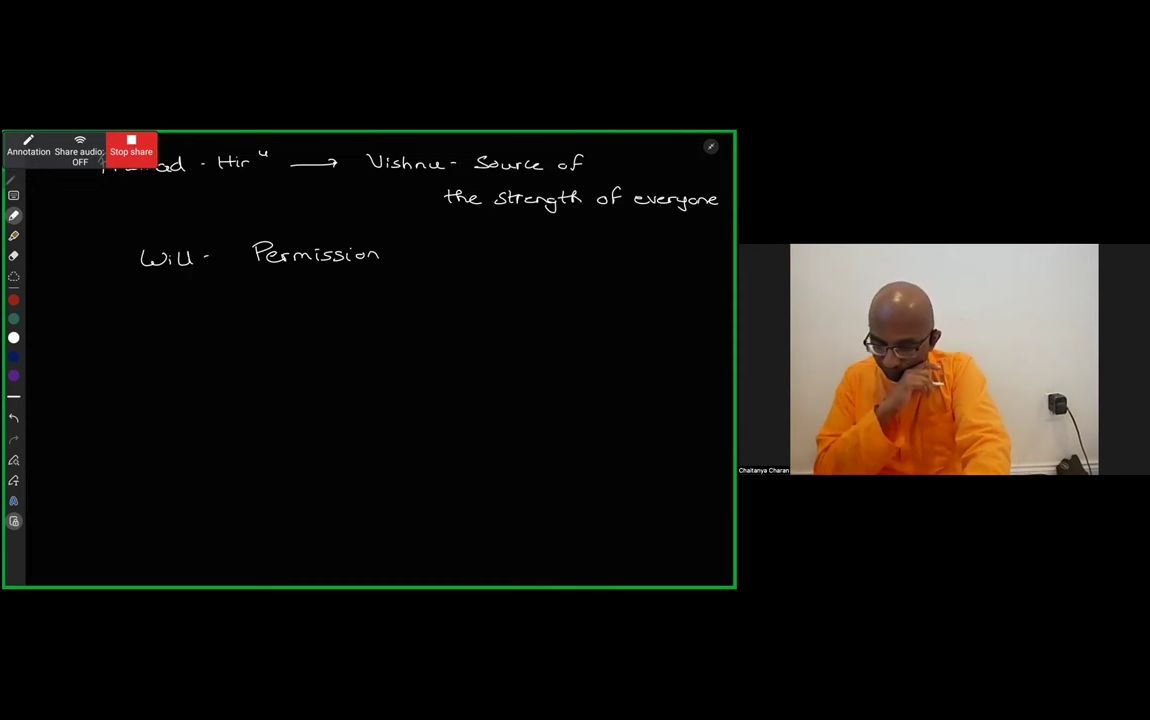 Annotation Share audio: OFF Stop share
- Hir u → Vishnu - Source of
the strength of everyone
Will - Permission
Chaitanya Charan